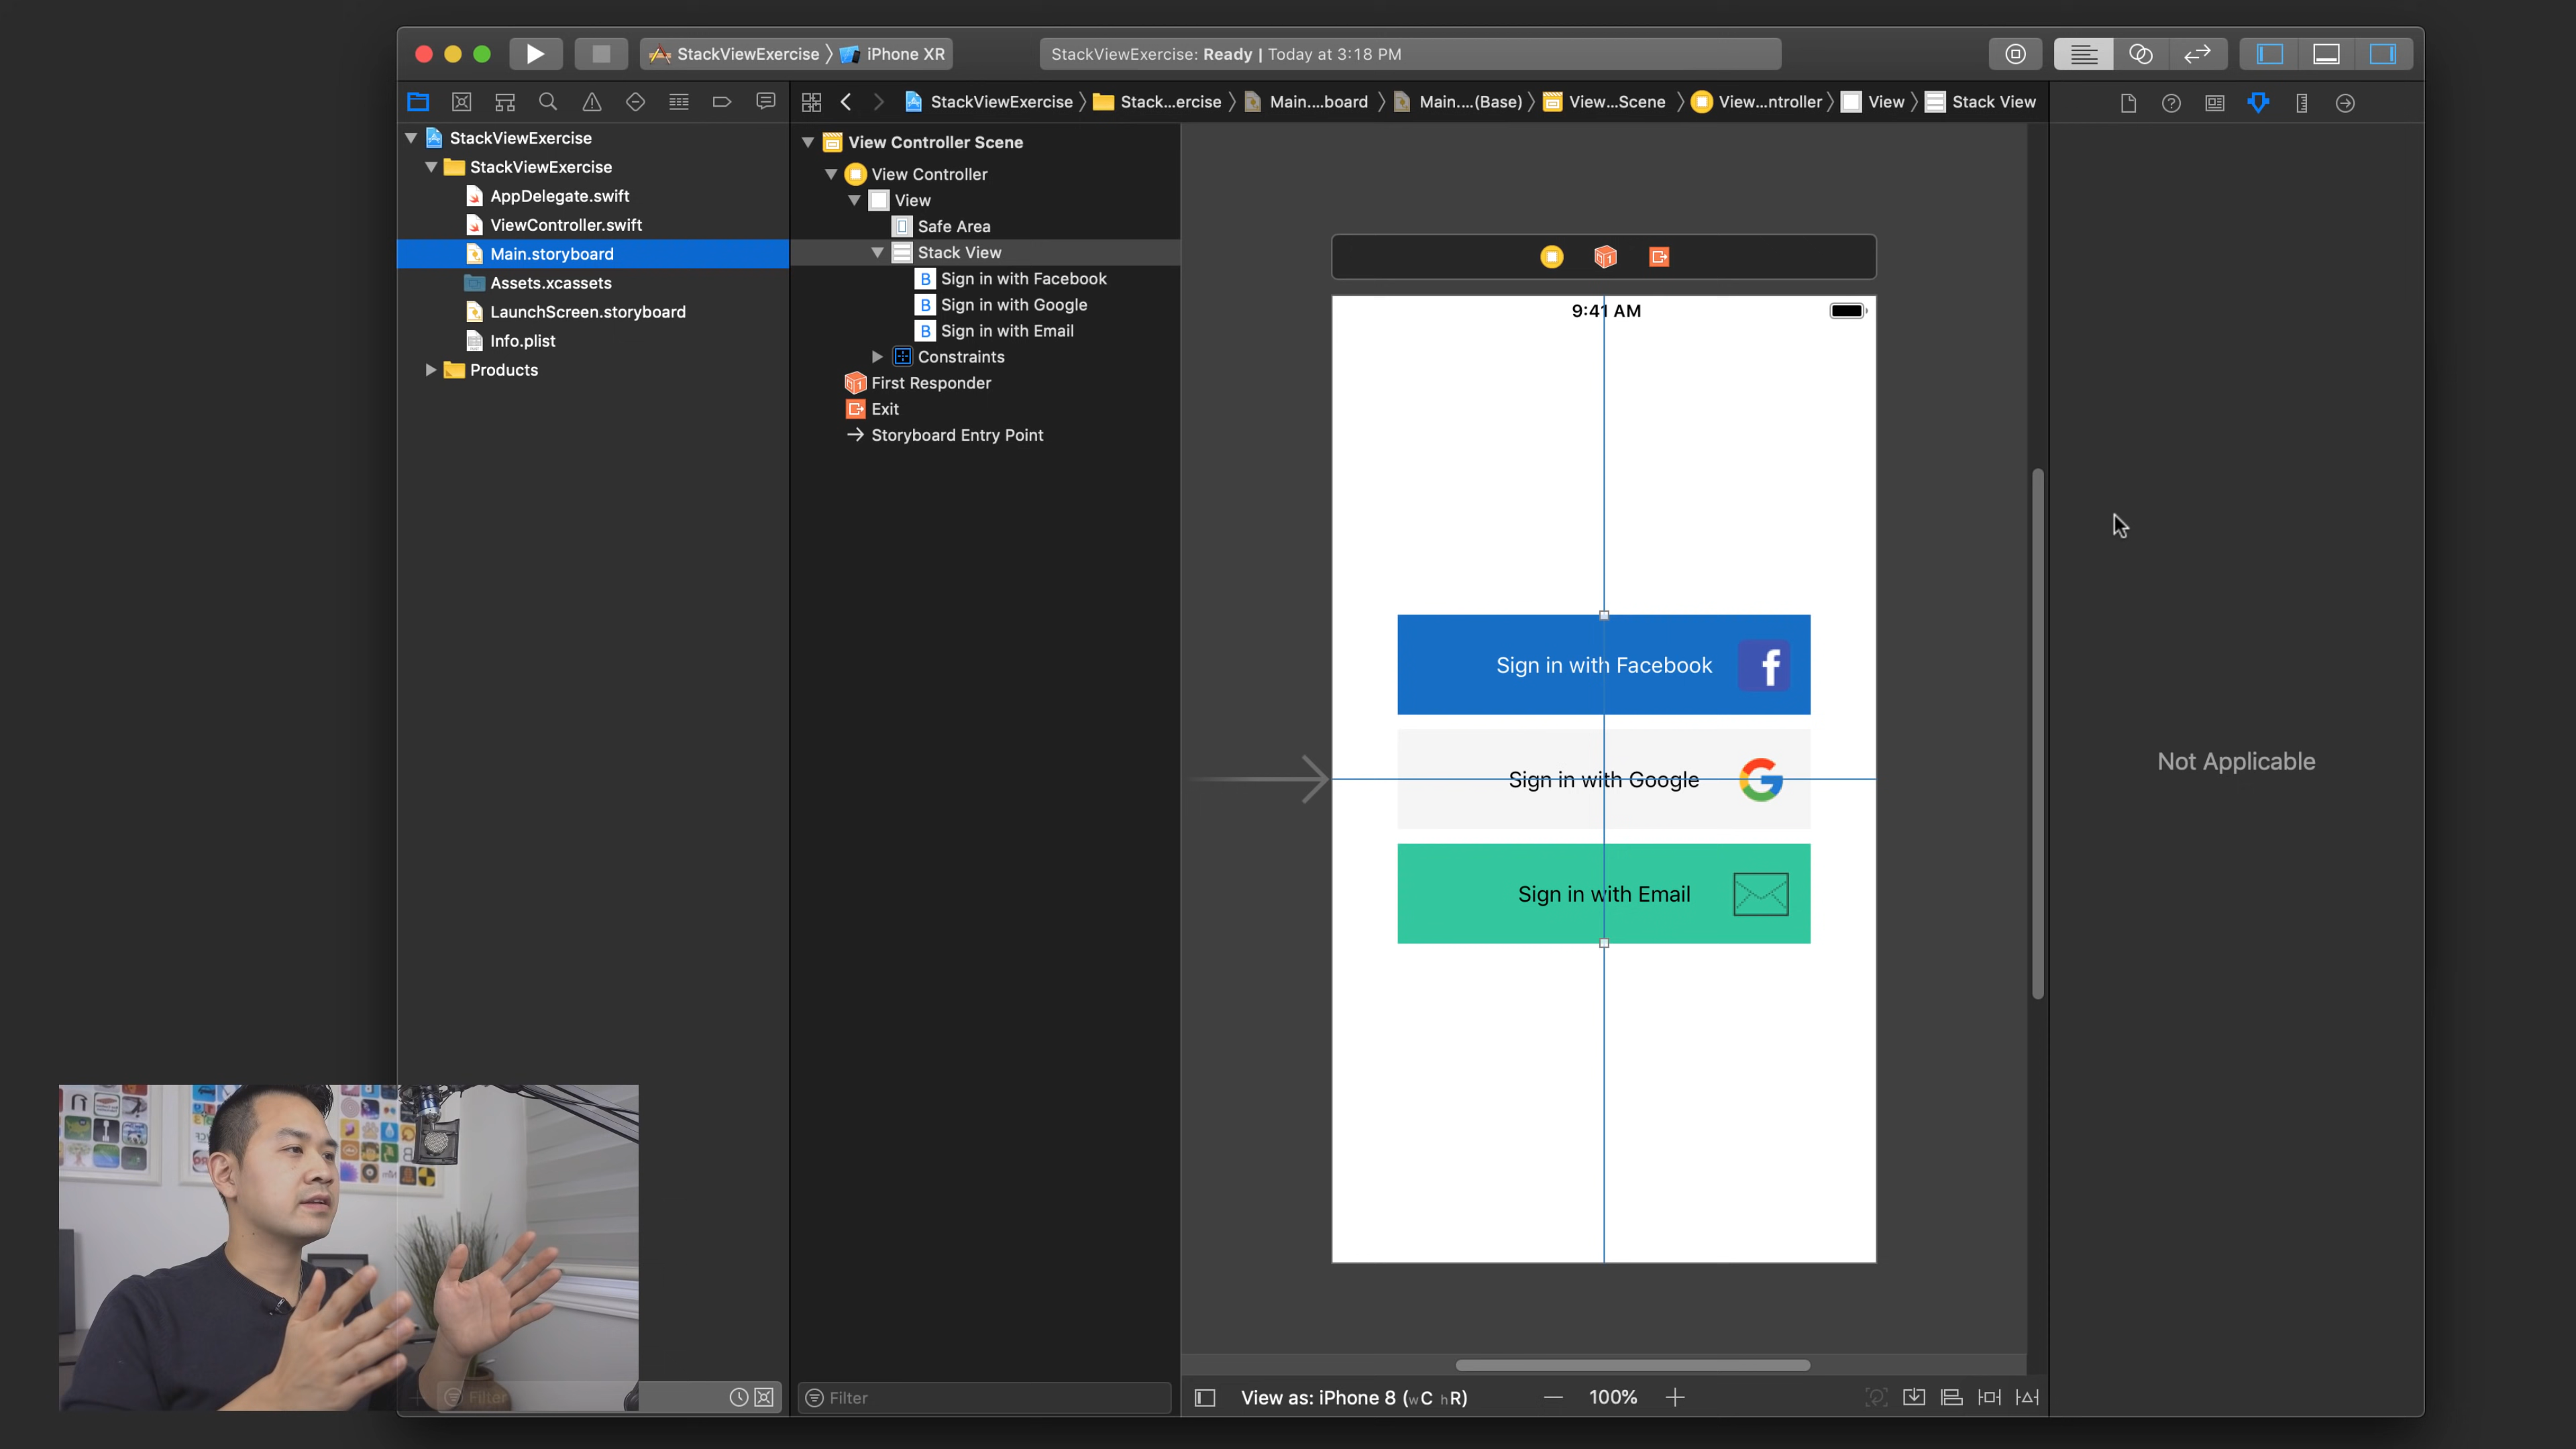 StackViewExercise
iPhone XR
StackViewExercise: Ready | Today at 3:18 PM
StackViewExercise
Stack...ercise
Main....board
Main....(Base)
View...Scene
View...ntroller
View
Stack View
StackViewExercise
StackViewExercise
AppDelegate.swift
ViewController.swift
Main.storyboard
Assets.xcassets
LaunchScreen.storyboard
Info.plist
Products
View Controller Scene
View Controller
View
Safe Area
Stack View
B Sign in with Facebook
B Sign in with Google
B Sign in with Email
Constraints
First Responder
Exit
Storyboard Entry Point
9:41 AM
Sign in with Facebook
f
Sign in with Google
G
Sign in with Email
Not Applicable
Filter
Filter
View as: iPhone 8 (wC hR)
100%